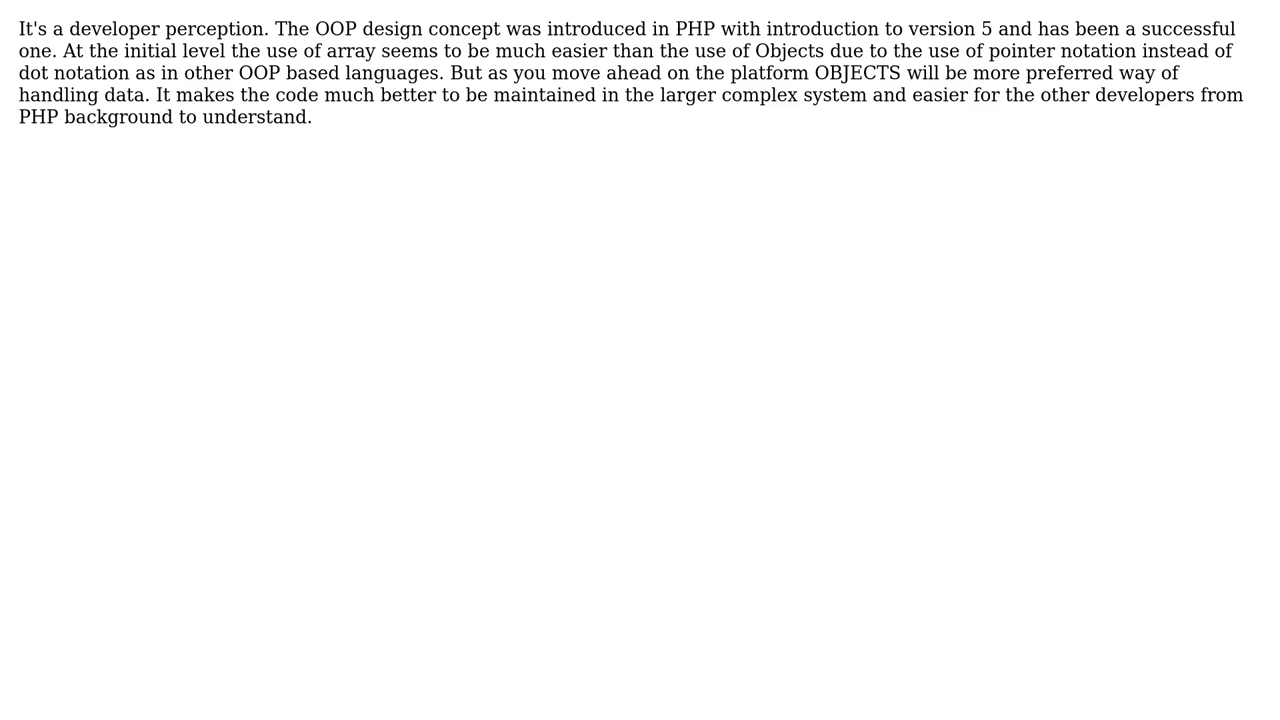 It's a developer perception. The OOP design concept was introduced in PHP with introduction to version 5 and has been a successful
one. At the initial level the use of array seems to be much easier than the use of Objects due to the use of pointer notation instead of
dot notation as in other OOP based languages. But as you move ahead on the platform OBJECTS will be more preferred way of
handling data. It makes the code much better to be maintained in the larger complex system and easier for the other developers from
PHP background to understand.